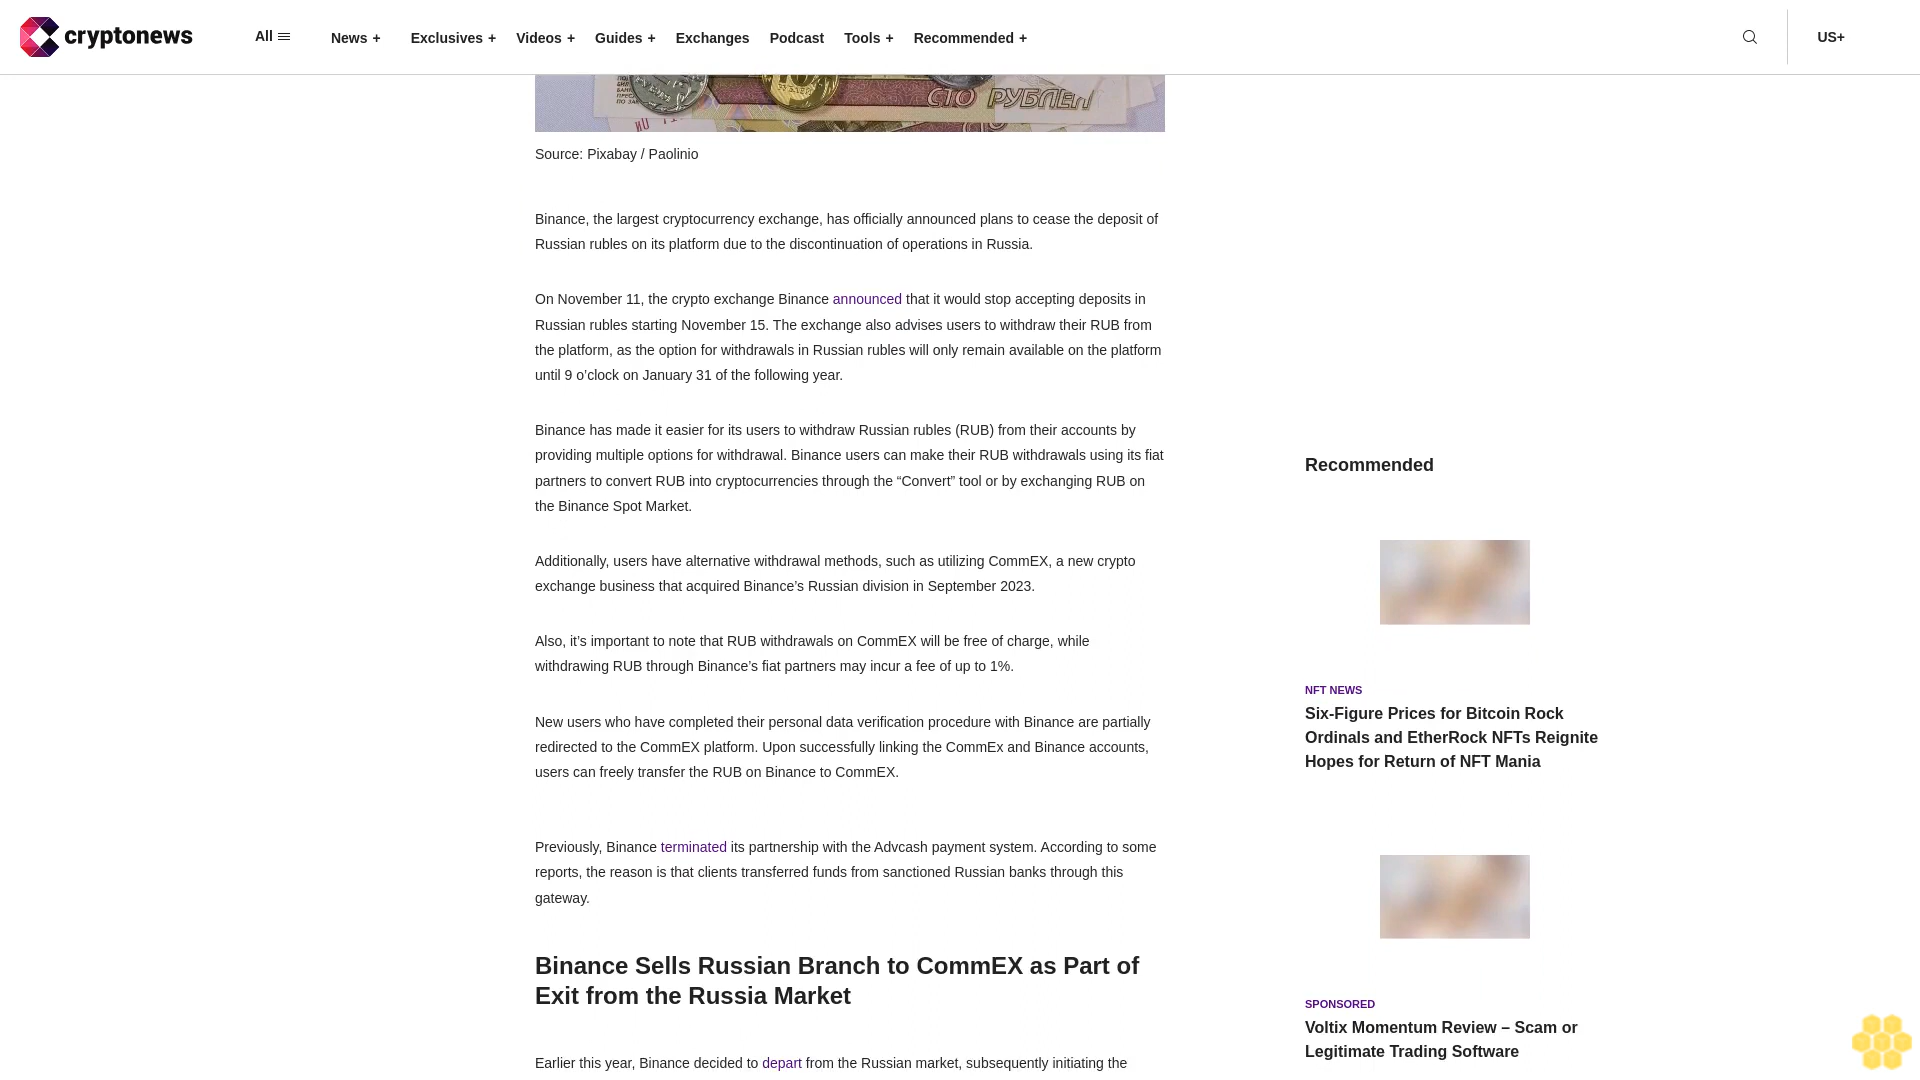 cryptonews
All
News +
Exclusives +
Videos +
Guides +
Exchanges
Podcast
Tools +
Recommended +
US+
СТО РУБЛЕЙ
Source: Pixabay / Paolinio
Binance, the largest cryptocurrency exchange, has officially announced plans to cease the deposit of
Russian rubles on its platform due to the discontinuation of operations in Russia.
On November 11, the crypto exchange Binance announced that it would stop accepting deposits in
Russian rubles starting November 15. The exchange also advises users to withdraw their RUB from
the platform, as the option for withdrawals in Russian rubles will only remain available on the platform
until 9 o’clock on January 31 of the following year.
Binance has made it easier for its users to withdraw Russian rubles (RUB) from their accounts by
providing multiple options for withdrawal. Binance users can make their RUB withdrawals using its fiat
partners to convert RUB into cryptocurrencies through the “Convert” tool or by exchanging RUB on
the Binance Spot Market.
Additionally, users have alternative withdrawal methods, such as utilizing CommEX, a new crypto
exchange business that acquired Binance’s Russian division in September 2023.
Also, it’s important to note that RUB withdrawals on CommEX will be free of charge, while
withdrawing RUB through Binance’s fiat partners may incur a fee of up to 1%.
New users who have completed their personal data verification procedure with Binance are partially
redirected to the CommEX platform. Upon successfully linking the CommEx and Binance accounts,
users can freely transfer the RUB on Binance to CommEX.
Previously, Binance terminated its partnership with the Advcash payment system. According to some
reports, the reason is that clients transferred funds from sanctioned Russian banks through this
gateway.
Binance Sells Russian Branch to CommEX as Part of
Exit from the Russia Market
Earlier this year, Binance decided to depart from the Russian market, subsequently initiating the
Recommended
NFT NEWS
Six-Figure Prices for Bitcoin Rock
Ordinals and EtherRock NFTs Reignite
Hopes for Return of NFT Mania
SPONSORED
Voltix Momentum Review – Scam or
Legitimate Trading Software